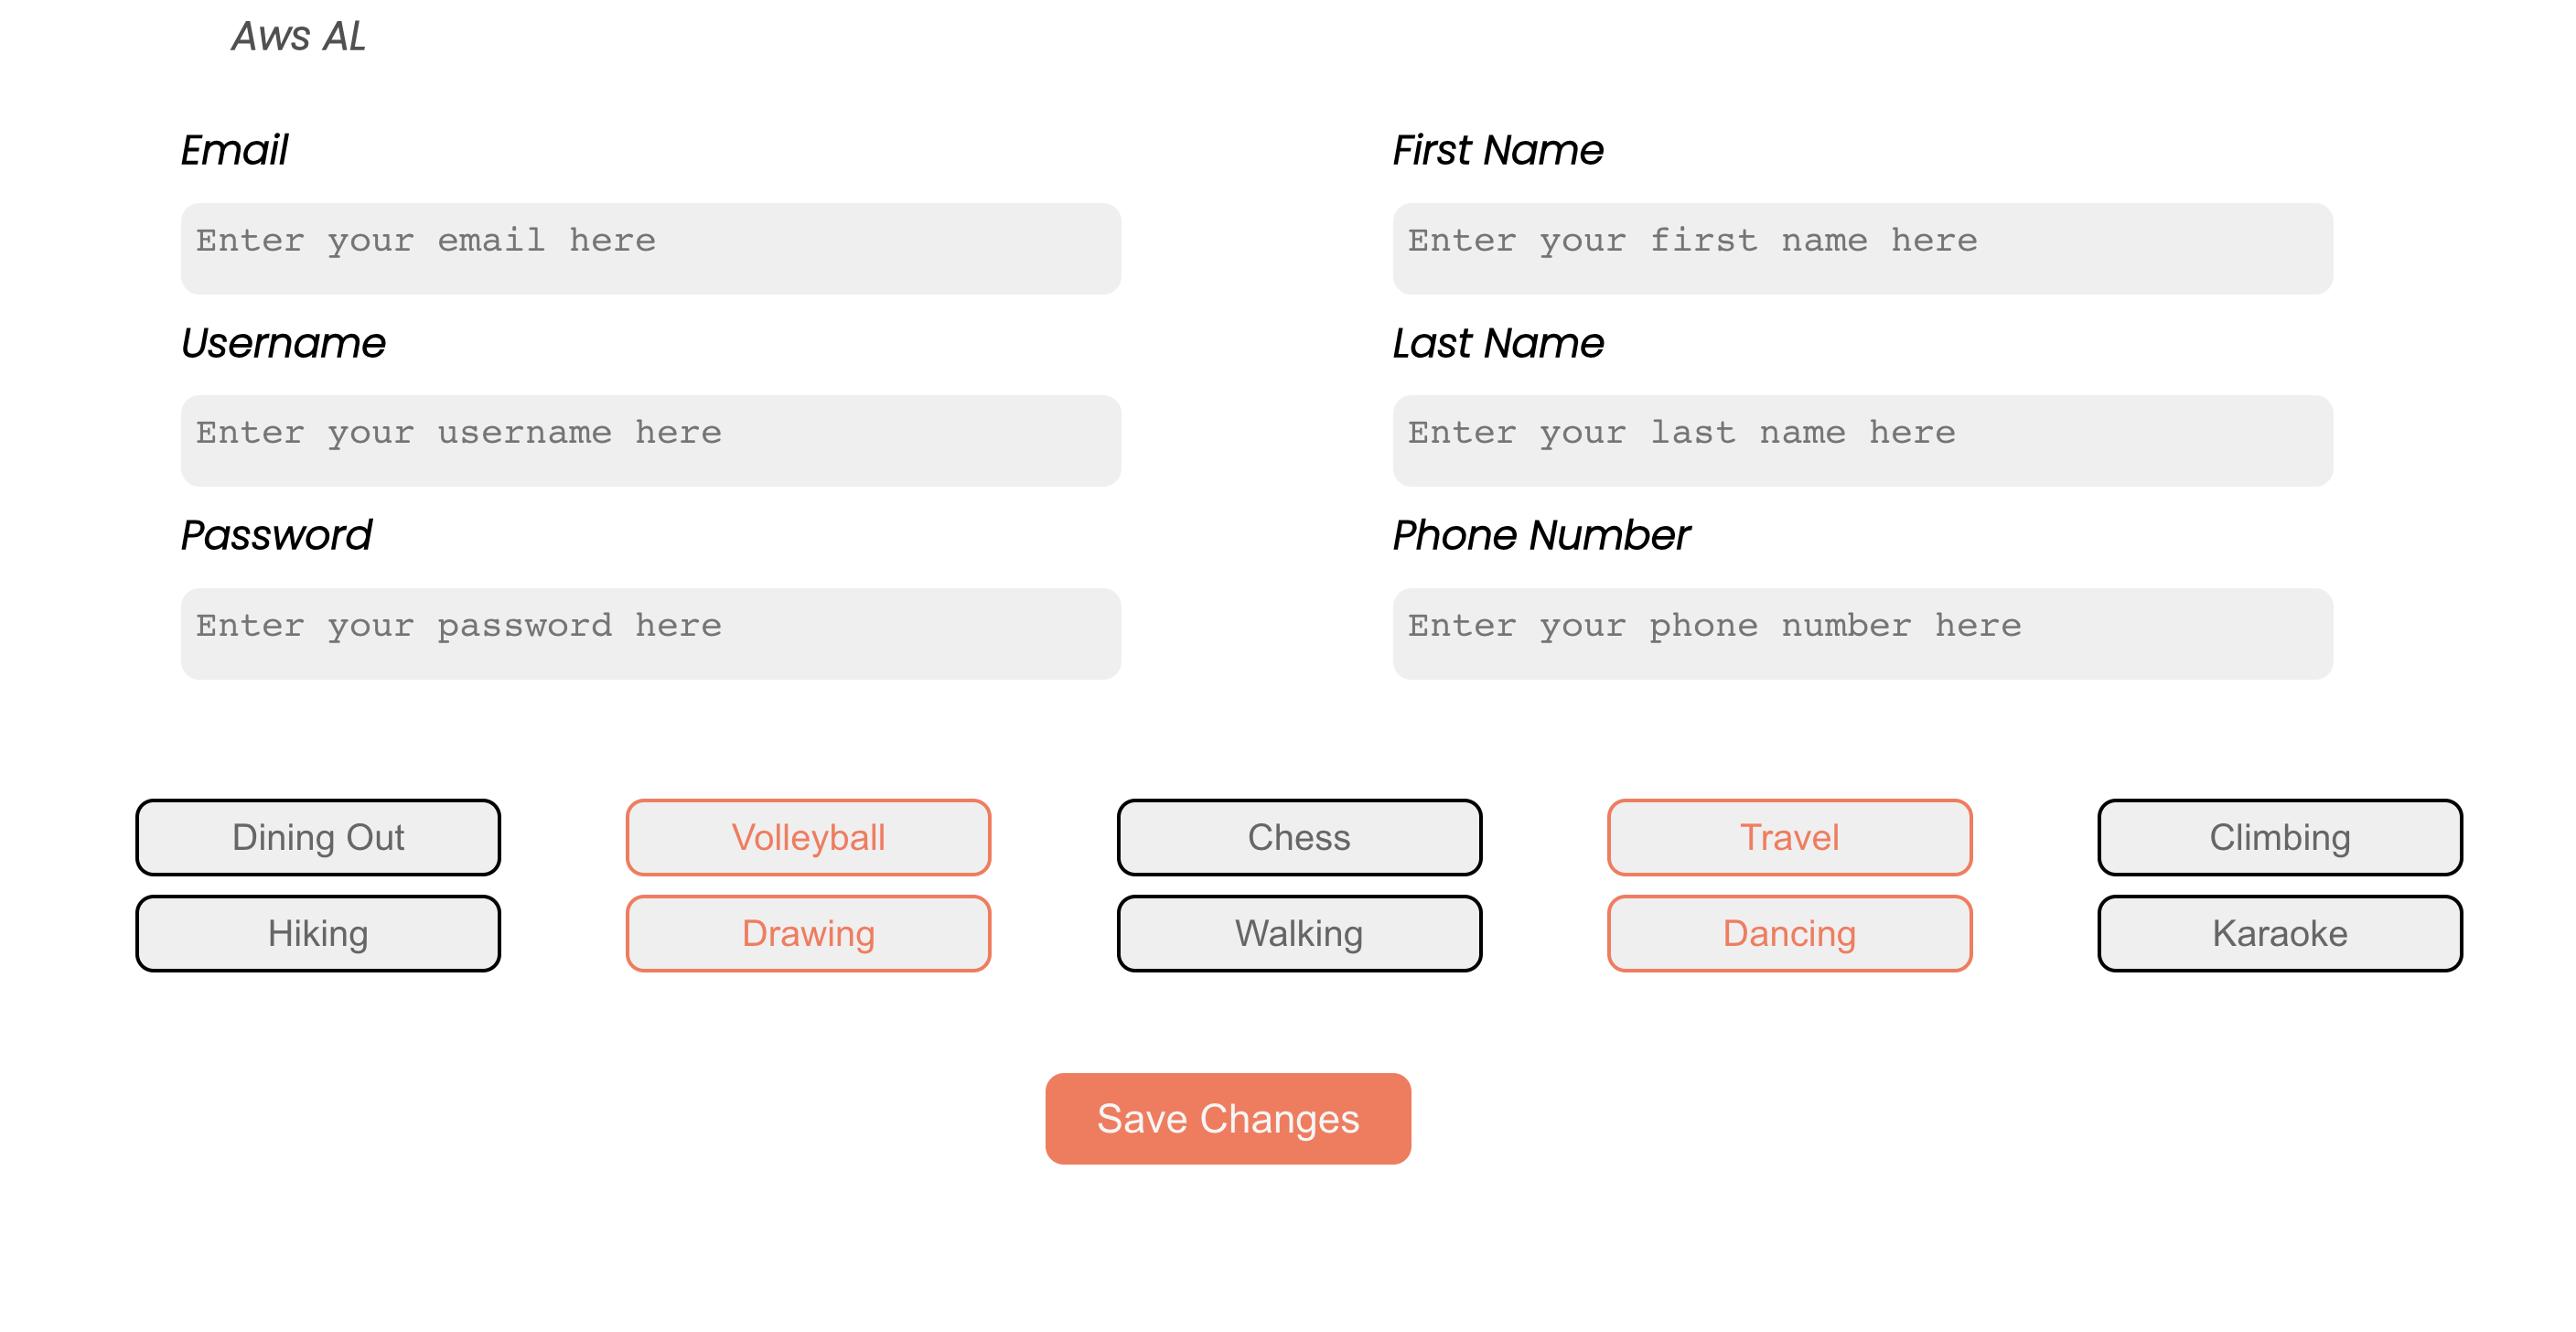 Aws AL
Email
First Name
Enter your email here
Enter your first name here
Username
Last Name
Enter your username here
Enter your last name here
Password
Phone Number
Enter your password here
Enter your phone number here
Dining Out
Volleyball
Chess
Travel
Climbing
Hiking
Drawing
Walking
Dancing
Karaoke
Save Changes